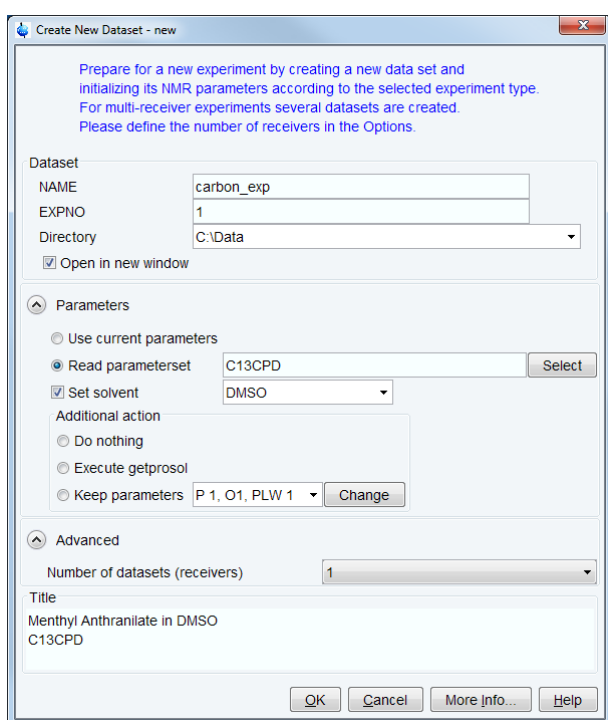 Create New Dataset - new
Prepare for a new experiment by creating a new data set and
initializing its NMR parameters according to the selected experiment type.
For multi-receiver experiments several datasets are created.
Please define the number of receivers in the Options.
Dataset
NAME carbon_exp
EXPNO 1
Directory C:\Data
Open in new window
Parameters
Use current parameters
Read parameterset C13CPD Select
Set solvent DMSO
Additional action
Do nothing
Execute getprosol
Keep parameters P 1, O1, PLW 1 Change
Advanced
Number of datasets (receivers) 1
Title
Menthyl Anthranilate in DMSO
C13CPD
OK Cancel More Info... Help